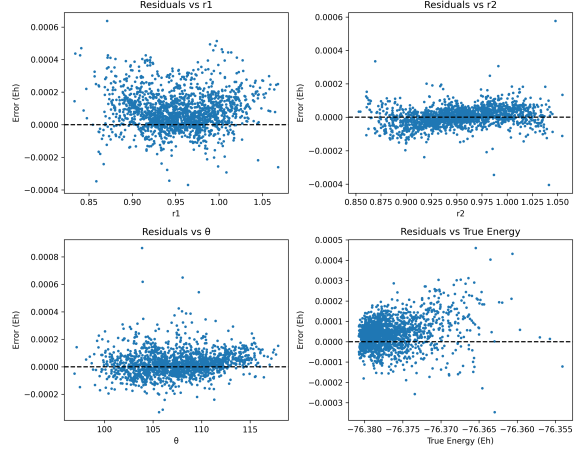 Residuals vs r1
Error (Eh)
0.0006
0.0004
0.0002
0.0000
−0.0002
−0.0004
0.85 0.90 0.95 1.00 1.05
r1
Residuals vs r2
Error (Eh)
0.0006
0.0004
0.0002
0.0000
−0.0002
−0.0004
0.850 0.875 0.900 0.925 0.950 0.975 1.000 1.025 1.050
r2
Residuals vs θ
Error (Eh)
0.0008
0.0006
0.0004
0.0002
0.0000
−0.0002
100 105 110 115
θ
Residuals vs True Energy
Error (Eh)
0.0005
0.0004
0.0003
0.0002
0.0001
0.0000
−0.0001
−0.0002
−0.0003
−76.380 −76.375 −76.370 −76.365 −76.360 −76.355
True Energy (Eh)